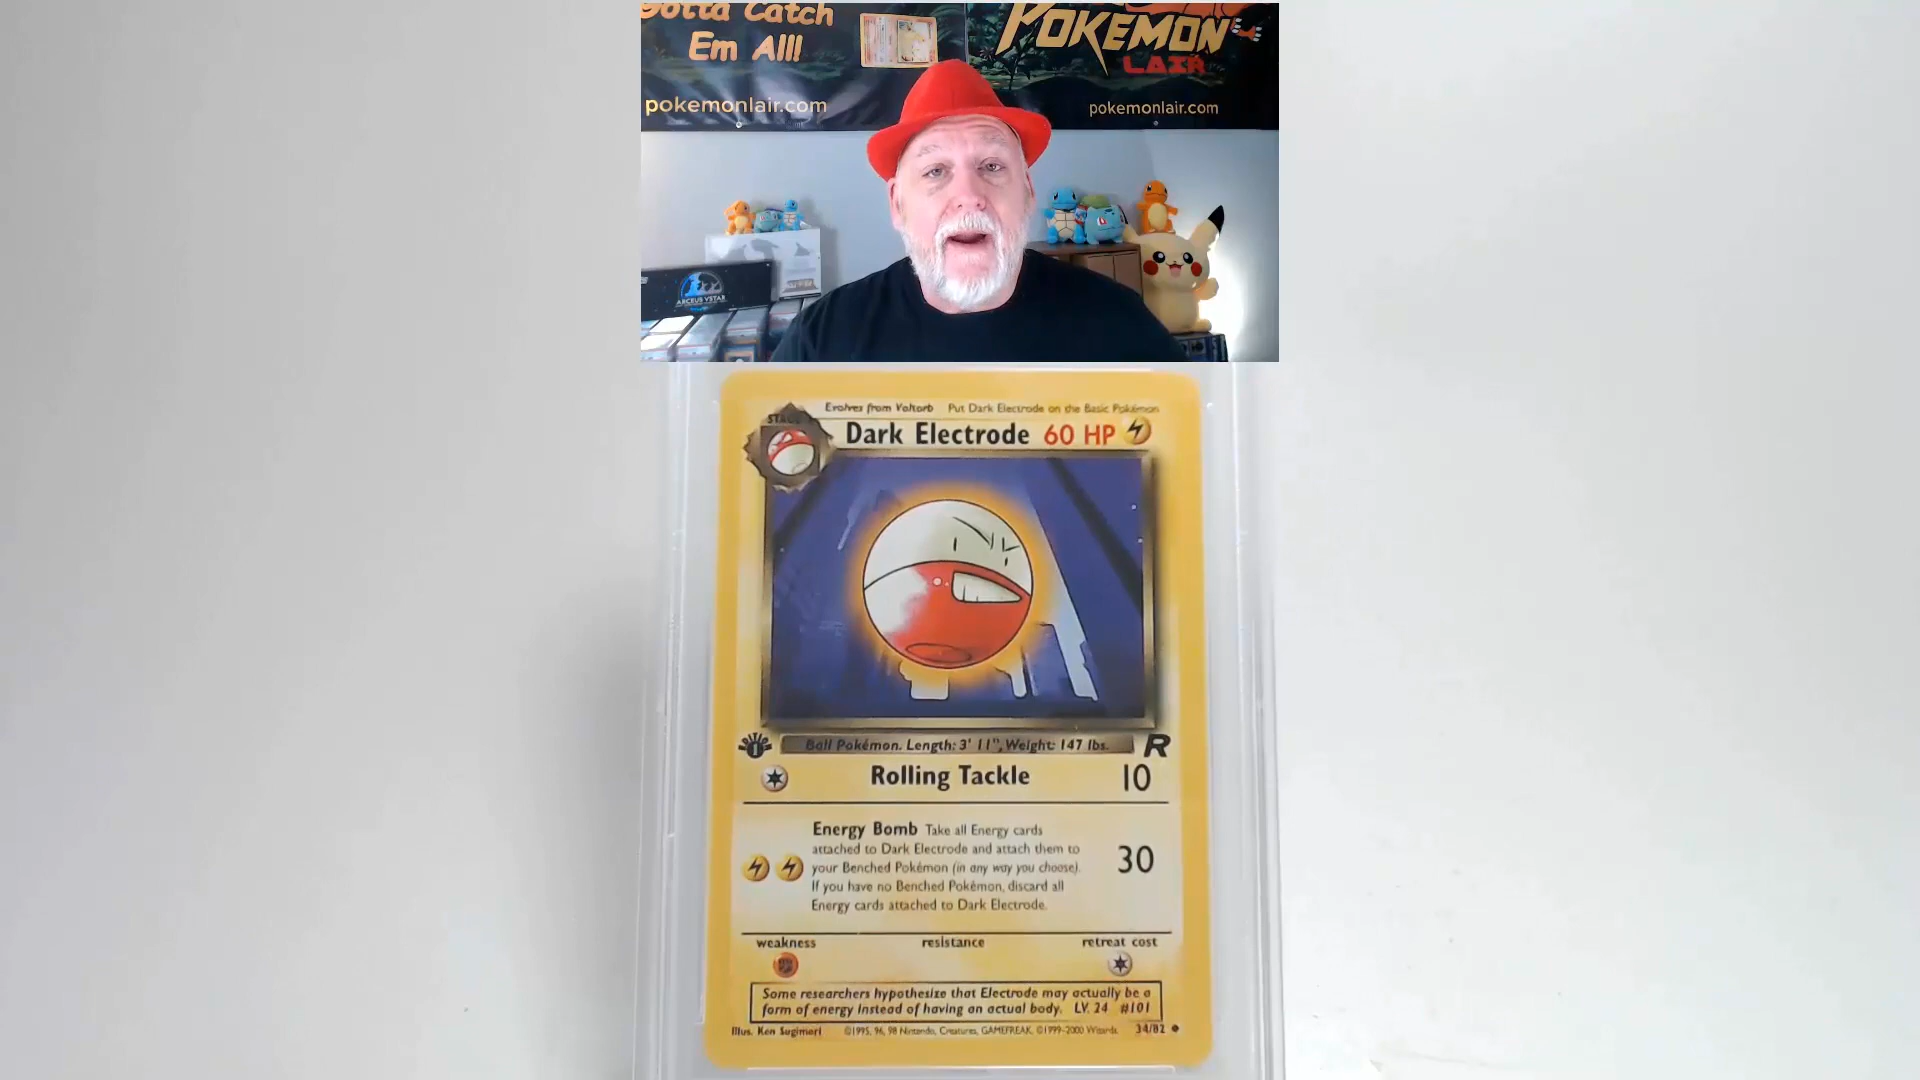 Gotta Catch
Em All!
pokemonlair.com
POKEMON
LAIR
pokemonlair.com
ARCEUS VSTAR
Evolves from Voltorb Put Dark Electrode on the Basic Pokémon
STAGE
Dark Electrode 60 HP
EDITION
1
Ball Pokémon. Length: 3' 11", Weight: 147 lbs.
R
Rolling Tackle 10
Energy Bomb Take all Energy cards
attached to Dark Electrode and attach them to
your Benched Pokémon (in any way you choose).
If you have no Benched Pokémon, discard all
Energy cards attached to Dark Electrode.
30
weakness resistance retreat cost
Some researchers hypothesize that Electrode may actually be a
form of energy instead of having an actual body. LV. 24 #101
Illus. Ken Sugimori ©1995, 96, 98 Nintendo, Creatures, GAMEFREAK. ©1999-2000 Wizards. 34/82